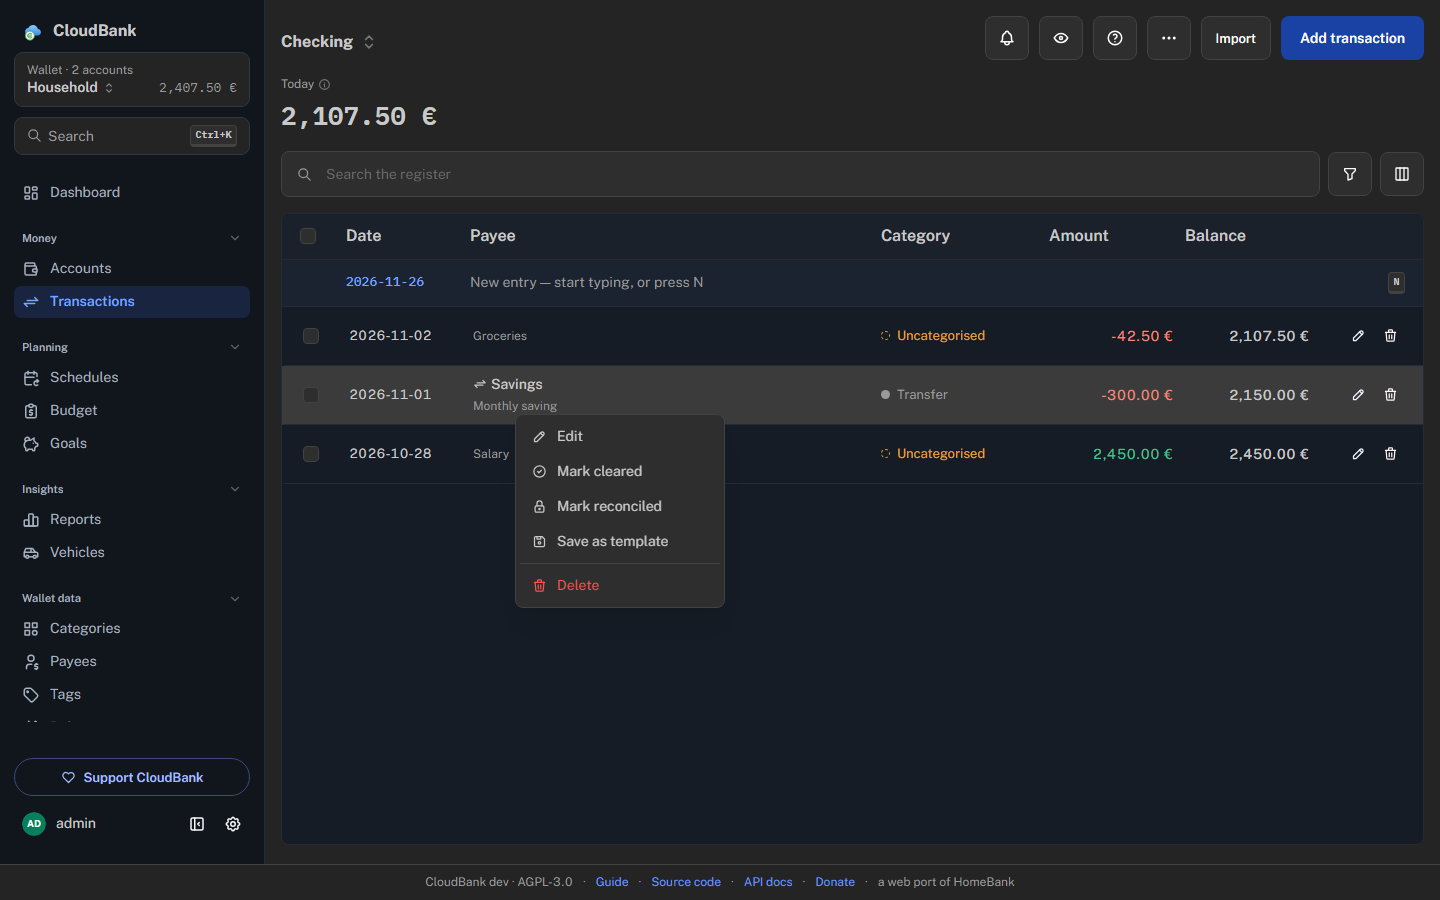 CloudBank
Wallet · 2 accounts
Household 2,407.50 €
Search Ctrl+K
Dashboard
Money
Accounts
Transactions
Planning
Schedules
Budget
Goals
Insights
Reports
Vehicles
Wallet data
Categories
Payees
Tags
Support CloudBank
AD admin
Checking
Import
Add transaction
Today
2,107.50 €
Search the register
Date Payee Category Amount Balance
2026-11-26 New entry — start typing, or press N N
2026-11-02 Groceries Uncategorised -42.50 € 2,107.50 €
2026-11-01 Savings Transfer -300.00 € 2,150.00 €
Monthly saving
2026-10-28 Salary Uncategorised 2,450.00 € 2,450.00 €
Edit
Mark cleared
Mark reconciled
Save as template
Delete
CloudBank dev · AGPL-3.0 · Guide · Source code · API docs · Donate · a web port of HomeBank